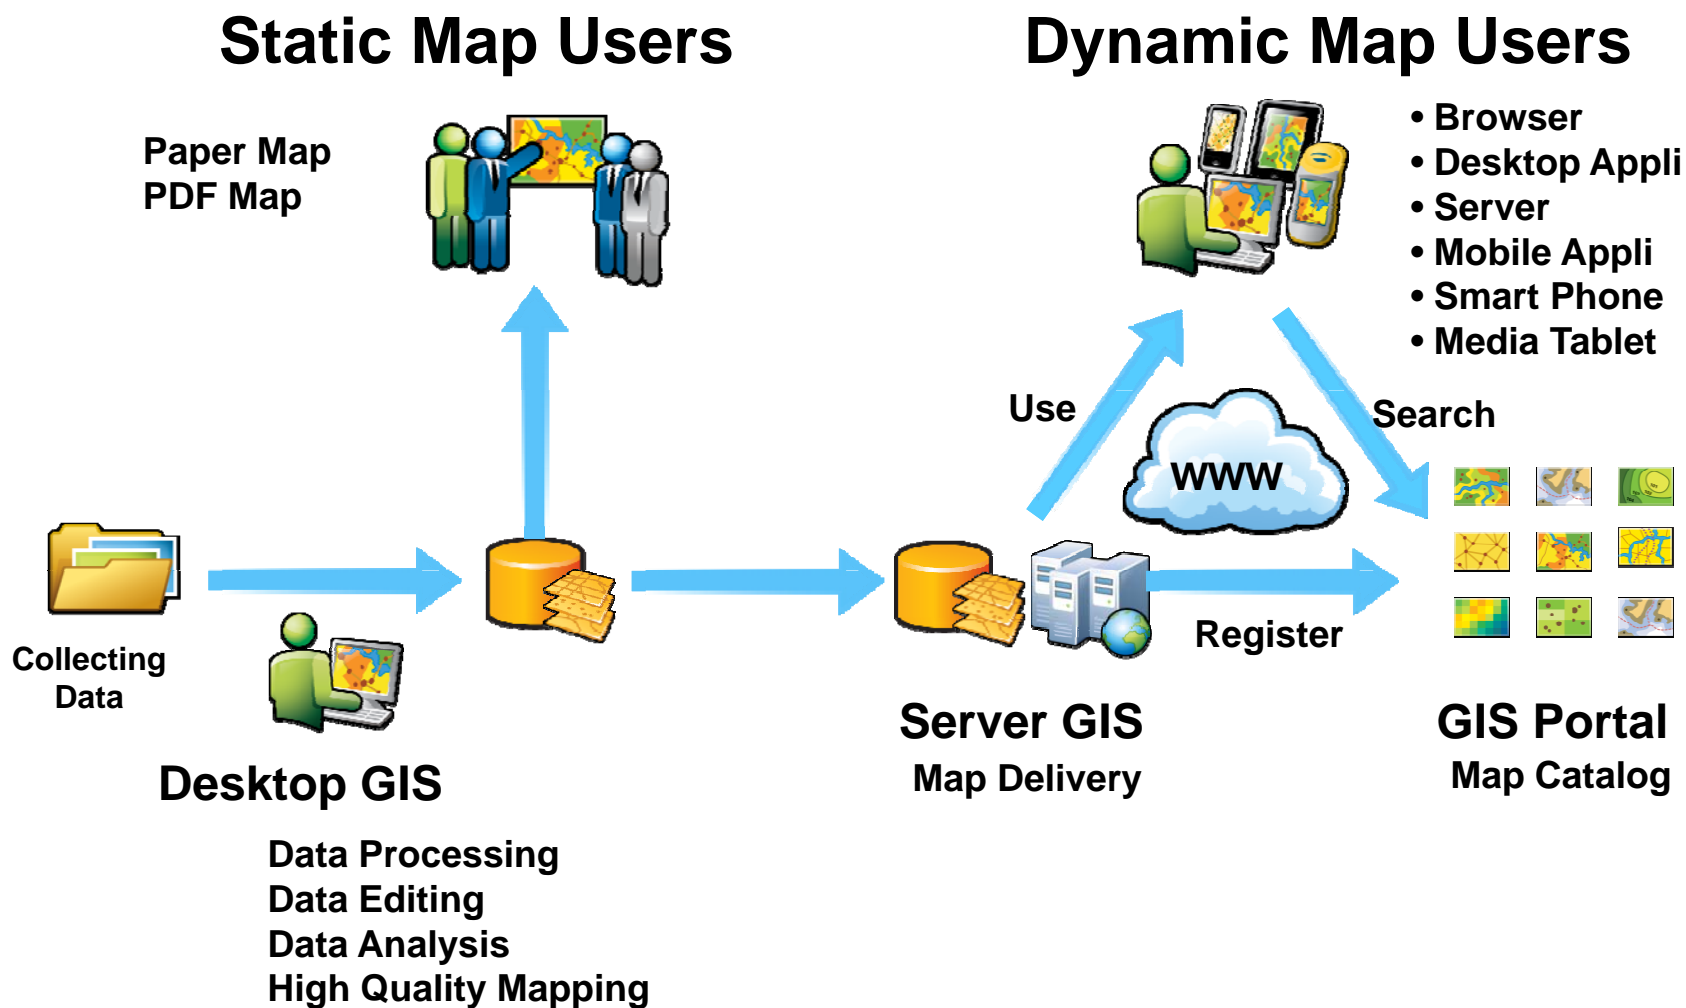 Static Map Users
Dynamic Map Users
Paper Map
PDF Map
• Browser
• Desktop Appli
• Server
• Mobile Appli
• Smart Phone
• Media Tablet
Use
Search
WWW
Collecting
Data
Register
Desktop GIS
Data Processing
Data Editing
Data Analysis
High Quality Mapping
Server GIS
Map Delivery
GIS Portal
Map Catalog